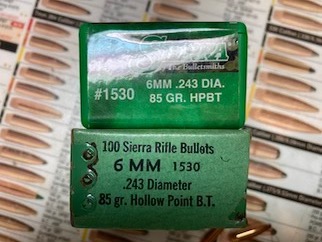 Sierra
The Bulletsmiths
6MM .243 DIA.
#1530
85 GR. HPBT
100 Sierra Rifle Bullets
6 MM 1530
.243 Diameter
85 gr. Hollow Point B.T.